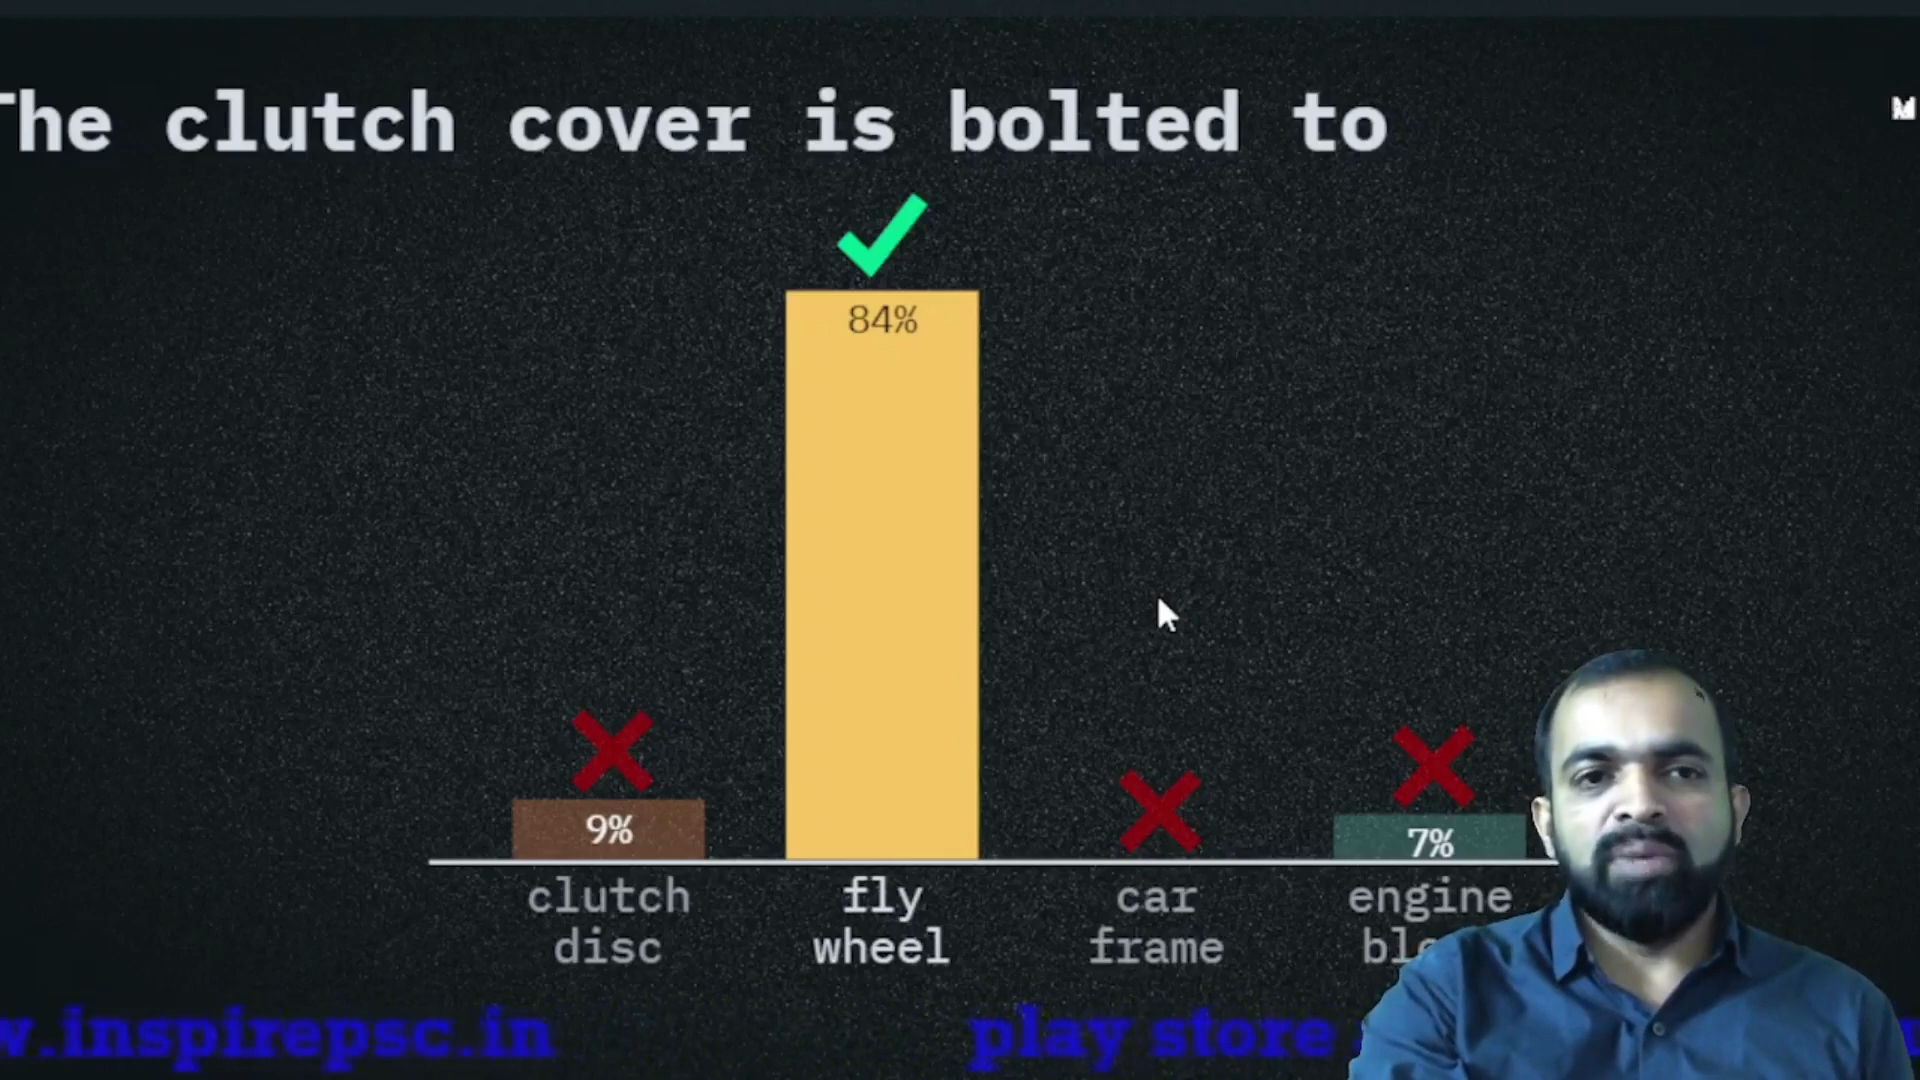 The clutch cover is bolted to
84%
9%
7%
clutch disc
fly wheel
car frame
engine
w.inspirepsc.in
play store